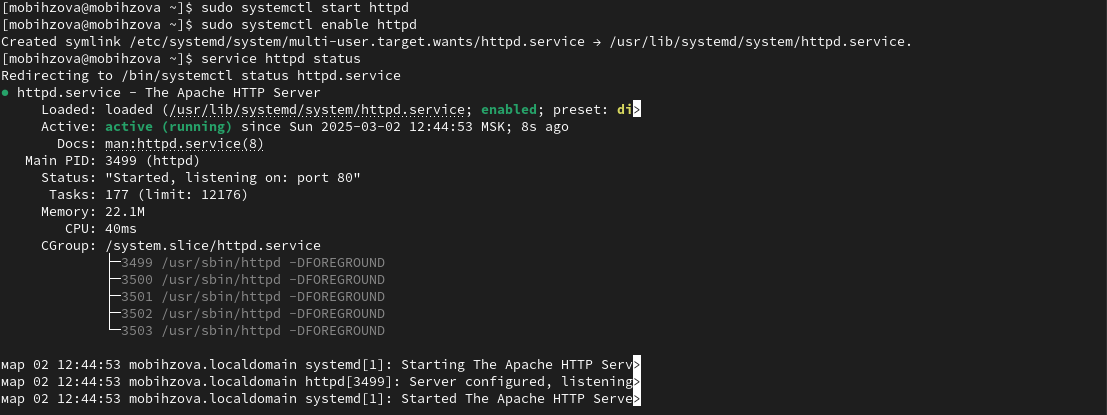 [mobihzova@mobihzova ~]$ sudo systemctl start httpd
[mobihzova@mobihzova ~]$ sudo systemctl enable httpd
Created symlink /etc/systemd/system/multi-user.target.wants/httpd.service → /usr/lib/systemd/system/httpd.service.
[mobihzova@mobihzova ~]$ service httpd status
Redirecting to /bin/systemctl status httpd.service
● httpd.service - The Apache HTTP Server
     Loaded: loaded (/usr/lib/systemd/system/httpd.service; enabled; preset: di>
     Active: active (running) since Sun 2025-03-02 12:44:53 MSK; 8s ago
       Docs: man:httpd.service(8)
   Main PID: 3499 (httpd)
     Status: "Started, listening on: port 80"
      Tasks: 177 (limit: 12176)
     Memory: 22.1M
        CPU: 40ms
     CGroup: /system.slice/httpd.service
             ├─3499 /usr/sbin/httpd -DFOREGROUND
             ├─3500 /usr/sbin/httpd -DFOREGROUND
             ├─3501 /usr/sbin/httpd -DFOREGROUND
             ├─3502 /usr/sbin/httpd -DFOREGROUND
             └─3503 /usr/sbin/httpd -DFOREGROUND

мар 02 12:44:53 mobihzova.localdomain systemd[1]: Starting The Apache HTTP Serv>
мар 02 12:44:53 mobihzova.localdomain httpd[3499]: Server configured, listening>
мар 02 12:44:53 mobihzova.localdomain systemd[1]: Started The Apache HTTP Serve>